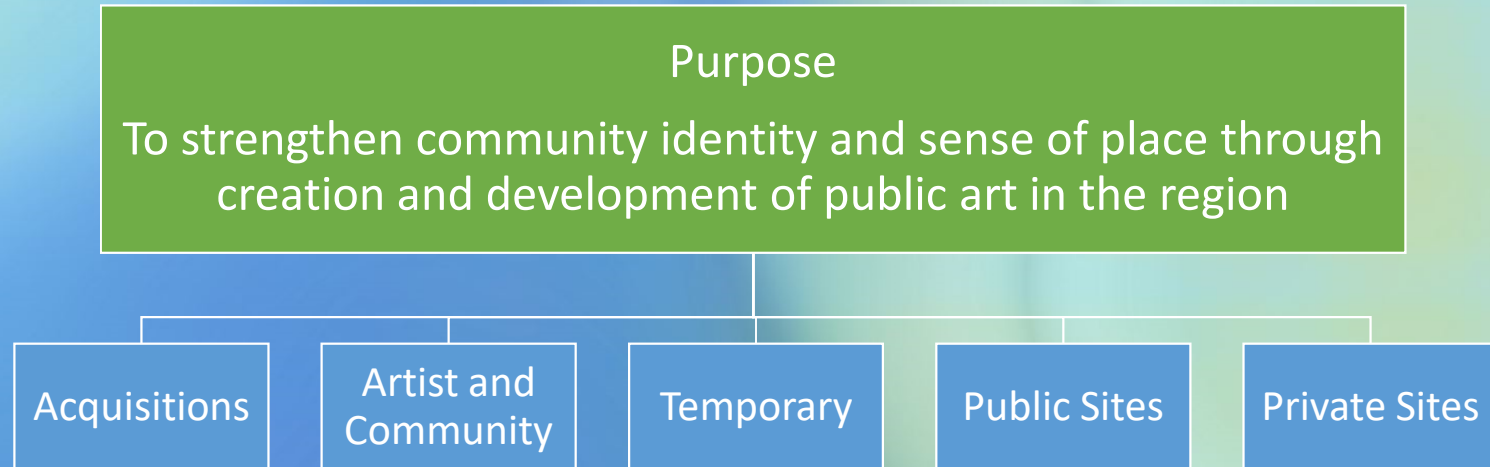 Purpose
To strengthen community identity and sense of place through
creation and development of public art in the region
Acquisitions
Artist and
Community
Temporary
Public Sites
Private Sites